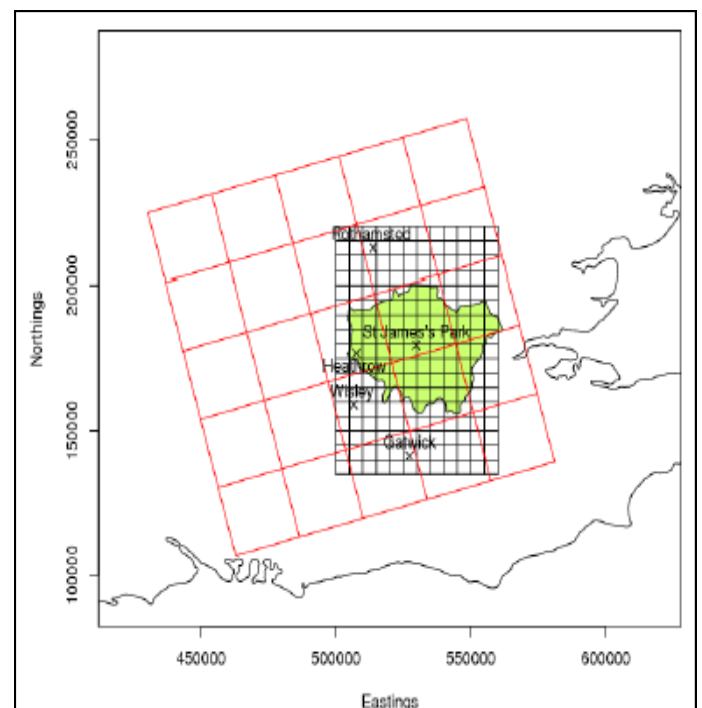 250000
Rothamsted
200000
Northings
St James's Park
Heathrow
Wisley
150000
Gatwick
100000
450000
500000
550000
600000
Eastings